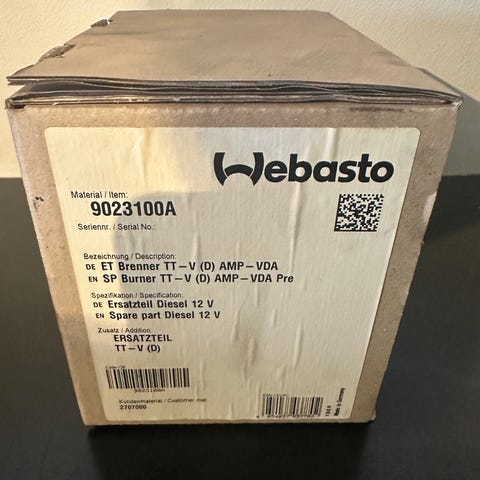 Webasto
Material / Item:
9023100A
Seriennr. / Serial No.:
Bezeichnung / Description:
DE ET Brenner TT-V (D) AMP-VDA
EN SP Burner TT-V (D) AMP-VDA Pre
Spezifikation / Specification:
DE Ersatzteil Diesel 12 V
EN Spare part Diesel 12 V
Zusatz / Addition:
ERSATZTEIL
TT-V (D)
9023100A
Kundenmaterial / Customer mat.
2707000
Made in Germany